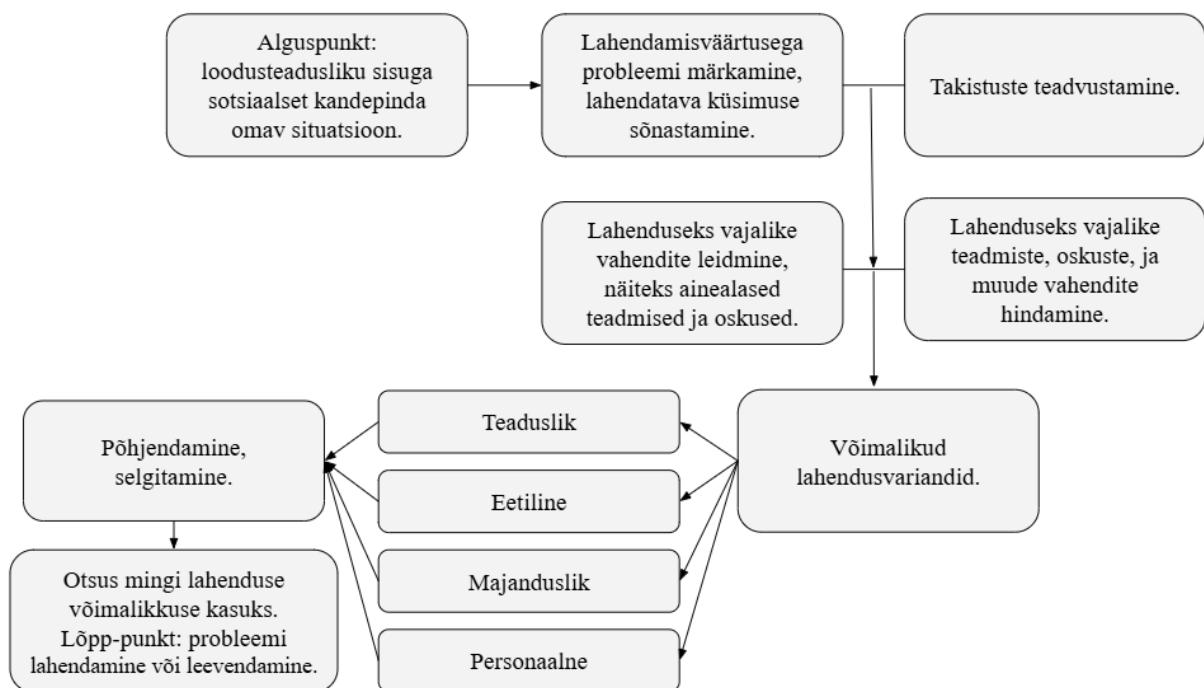 Alguspunkt:
loodusteadusliku sisuga
sotsiaalset kandepinda
omav situatsioon.
Lahendamisväärtusega
probleemi märkamine,
lahendatava küsimuse
sõnastamine.
Takistuste teadvustamine.
Lahenduseks vajalike
vahendite leidmine,
näiteks ainealased
teadmised ja oskused.
Lahenduseks vajalike
teadmiste, oskuste, ja
muude vahendite
hindamine.
Võimalikud
lahendusvariandid.
Teaduslik
Eetiline
Majanduslik
Personaalne
Põhjendamine,
selgitamine.
Otsus mingi lahenduse
võimalikkuse kasuks.
Lõpp-punkt: probleemi
lahendamine või leevendamine.